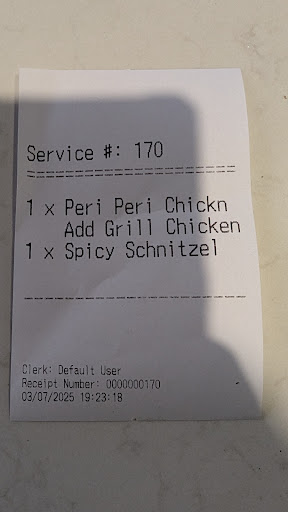 Service #: 170
==============================
1 x Peri Peri Chickn
Add Grill Chicken
1 x Spicy Schnitzel
------------------------------
Clerk: Default User
Receipt Number: 0000000170
03/07/2025 19:23:18